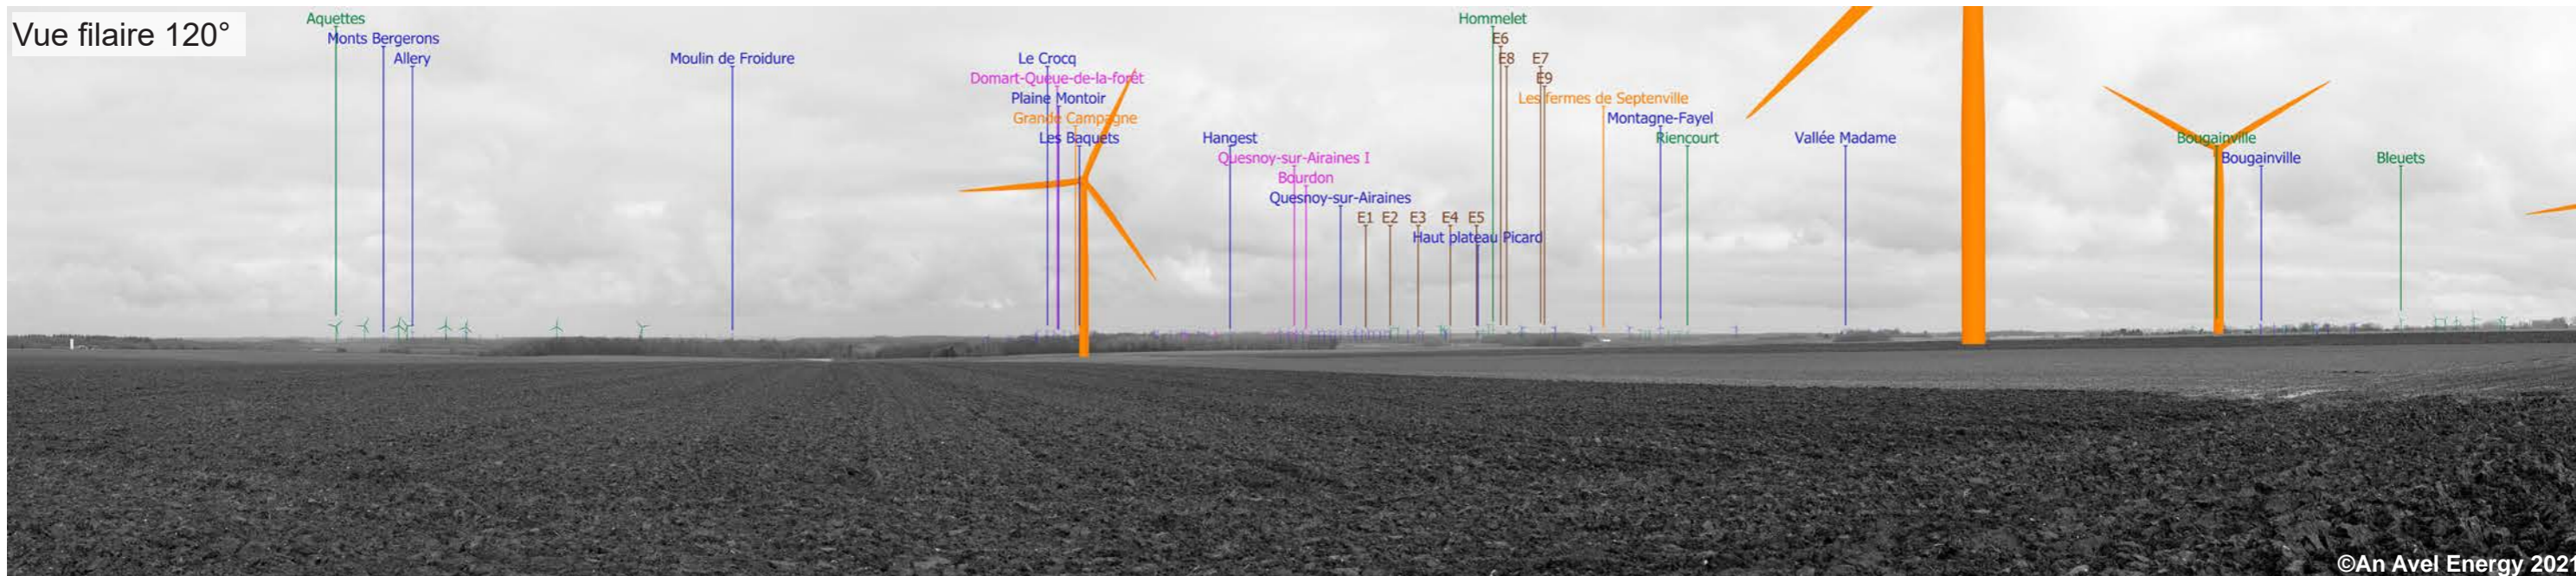 Vue filaire 120°
Aquettes
Monts Bergerons
Allery
Moulin de Froidure
Le Crocq
Domart-Queue-de-la-forêt
Plaine Montoir
Grande Campagne
Les Baquets
Hangest
Quesnoy-sur-Airaines I
Bourdon
Quesnoy-sur-Airaines
E1 E2 E3 E4 E5
Haut plateau Picard
Hommelet
E6
E8 E7
E9
Les fermes de Septenville
Montagne-Fayel
Riencourt
Vallée Madame
Bougainville
Bougainville
Bleuets
©An Avel Energy 2021